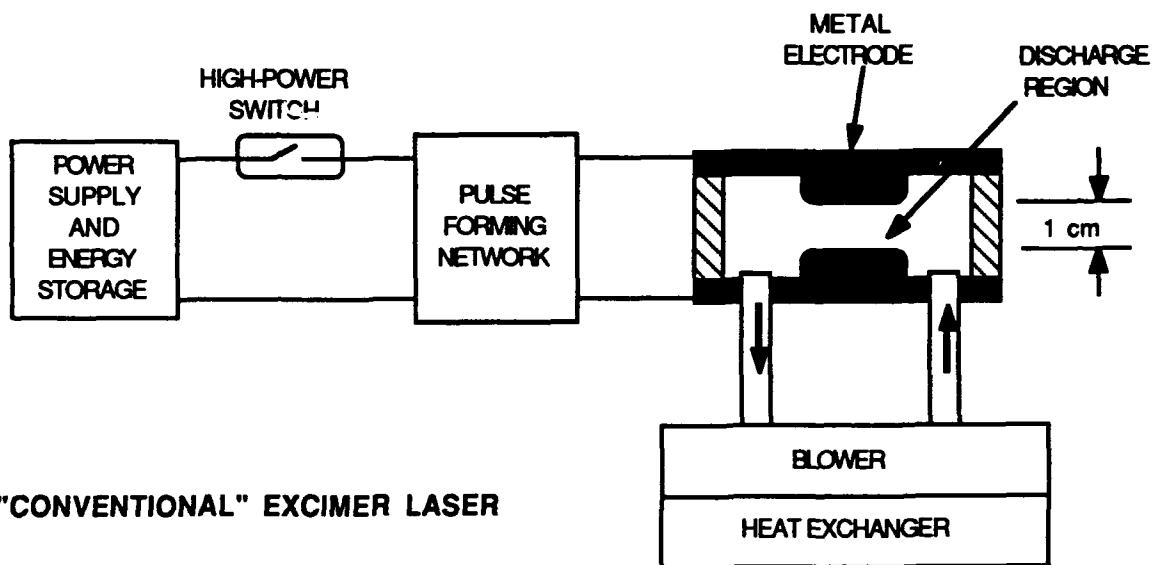 METAL
ELECTRODE
DISCHARGE
REGION
HIGH-POWER
SWITCH
POWER
SUPPLY
AND
ENERGY
STORAGE
PULSE
FORMING
NETWORK
1 cm
BLOWER
HEAT EXCHANGER
"CONVENTIONAL" EXCIMER LASER